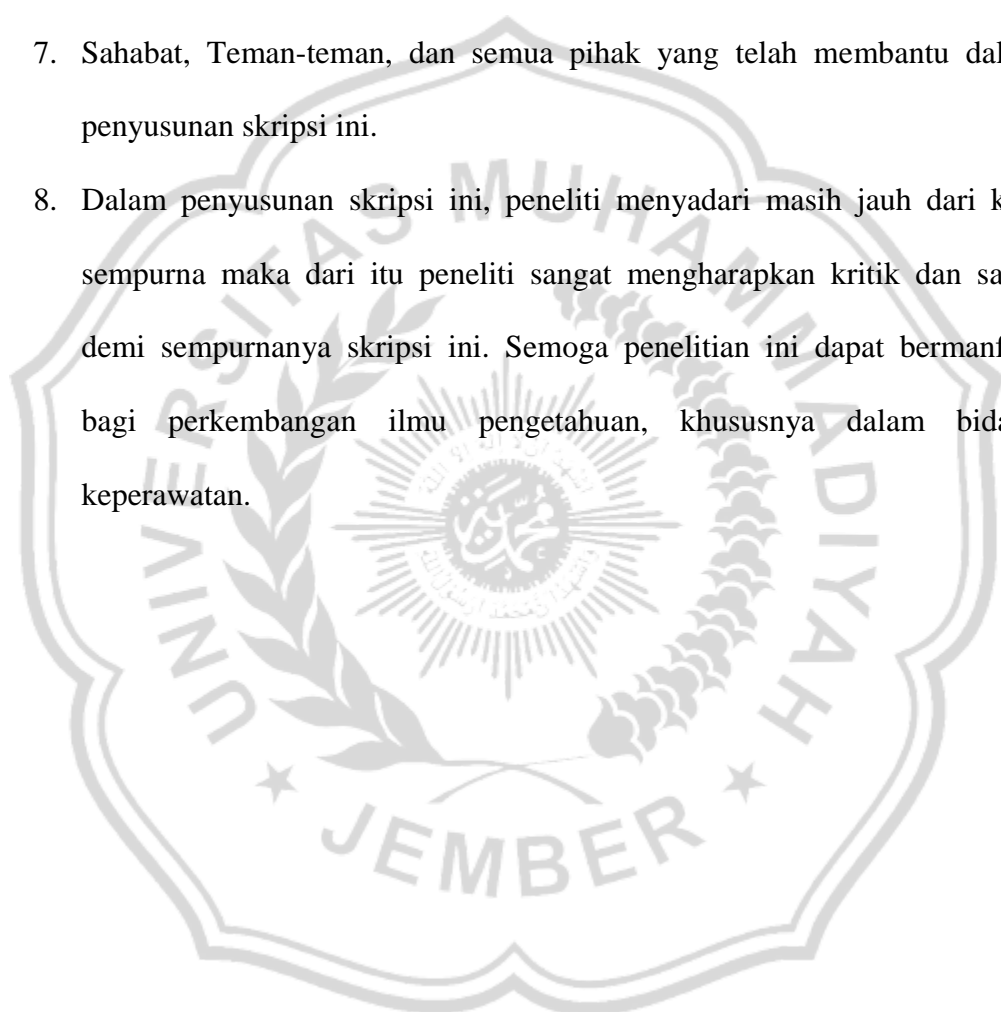 7. Sahabat, Teman-teman, dan semua pihak yang telah membantu dal
penyusunan skripsi ini.
8. Dalam penyusunan skripsi ini, peneliti menyadari masih jauh dari k
sempurna maka dari itu peneliti sangat mengharapkan kritik dan sa
demi sempurnanya skripsi ini. Semoga penelitian ini dapat bermanf
bagi perkembangan ilmu pengetahuan, khususnya dalam bida
keperawatan.
UNIVERSITAS MUHAMMADIYAH
JEMBER